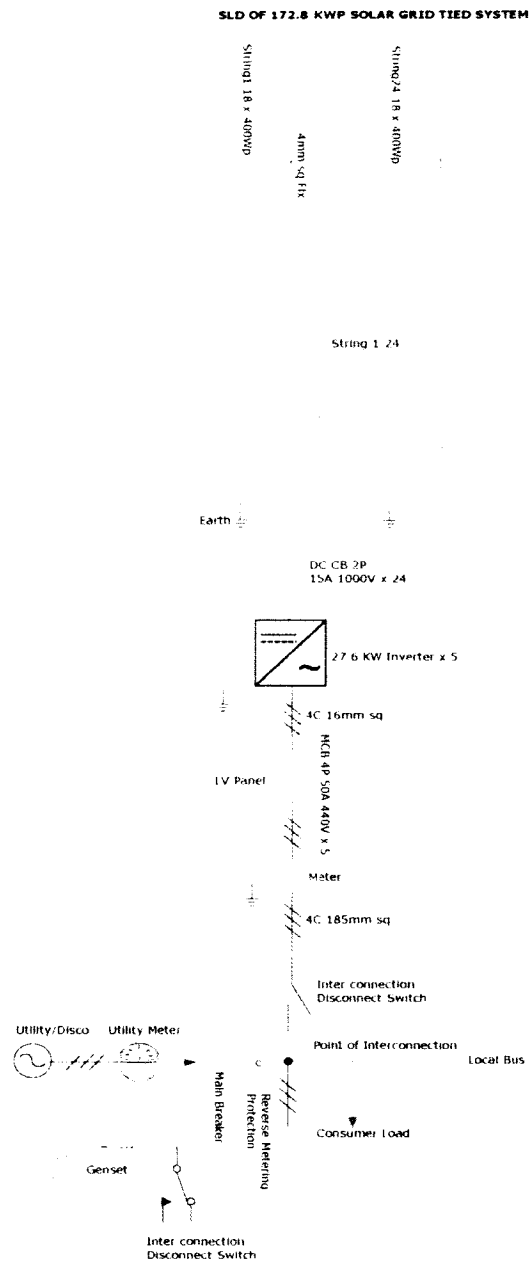 SLD OF 172.8 KWP SOLAR GRID TIED SYSTEM
String1 18 x 400Wp
4mm sq Flx
String24 18 x 400Wp
String 1 24
Earth
DC CB 2P
15A 1000V x 24
27 6 KW Inverter x 5
4C 16mm sq
MCB 4P 50A 440V x 5
LV Panel
Meter
4C 185mm sq
Inter connection
Disconnect Switch
Utility/Disco
Utility Meter
Point of Interconnection
Local Bus
Main Breaker
Reverse Metering
Protection
Consumer Load
Genset
Inter connection
Disconnect Switch